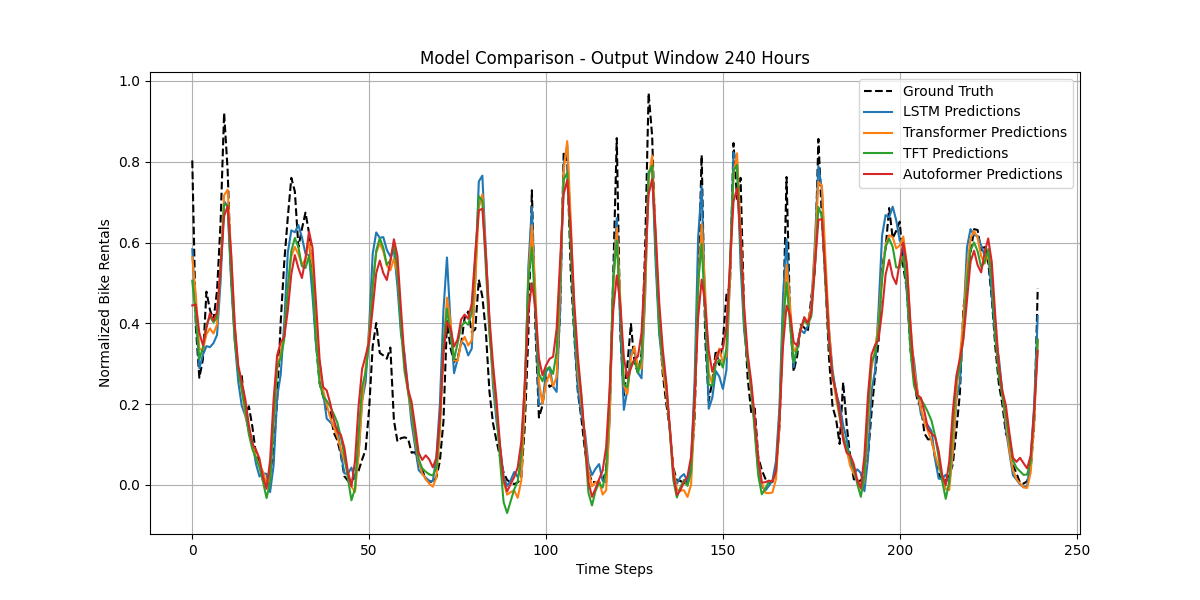 Model Comparison - Output Window 240 Hours
1.0
0.8
0.6
0.4
0.2
0.0
Normalized Bike Rentals
Ground Truth
LSTM Predictions
Transformer Predictions
TFT Predictions
Autoformer Predictions
0 50 100 150 200 250
Time Steps